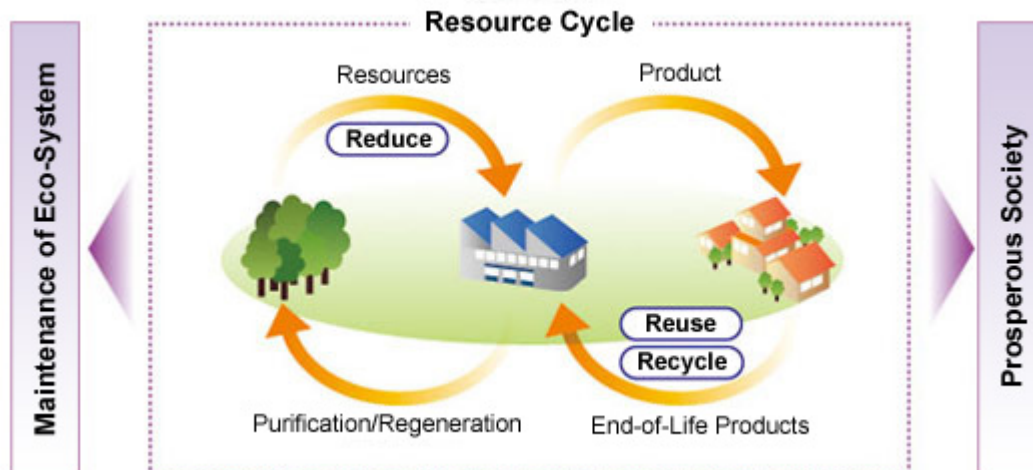 Resource Cycle
Maintenance of Eco-System
Resources
Product
Reduce
Reuse
Recycle
Purification/Regeneration
End-of-Life Products
Prosperous Society